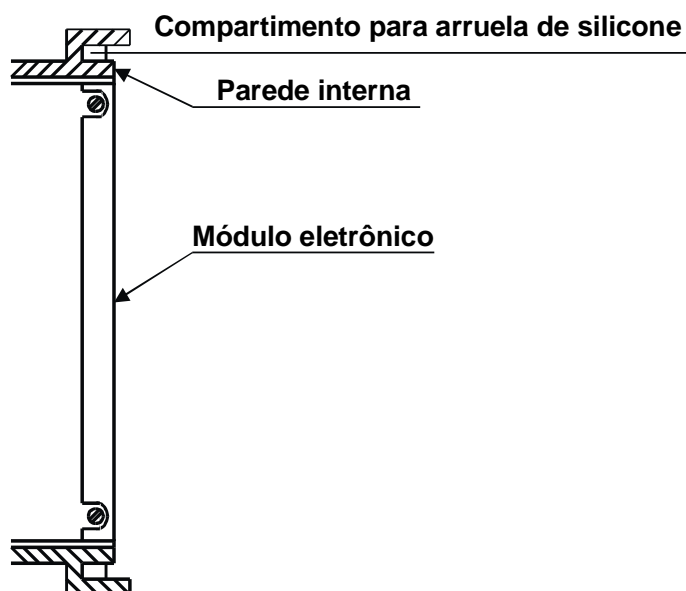 Compartimento para arruela de silicone
Parede interna
Módulo eletrônico